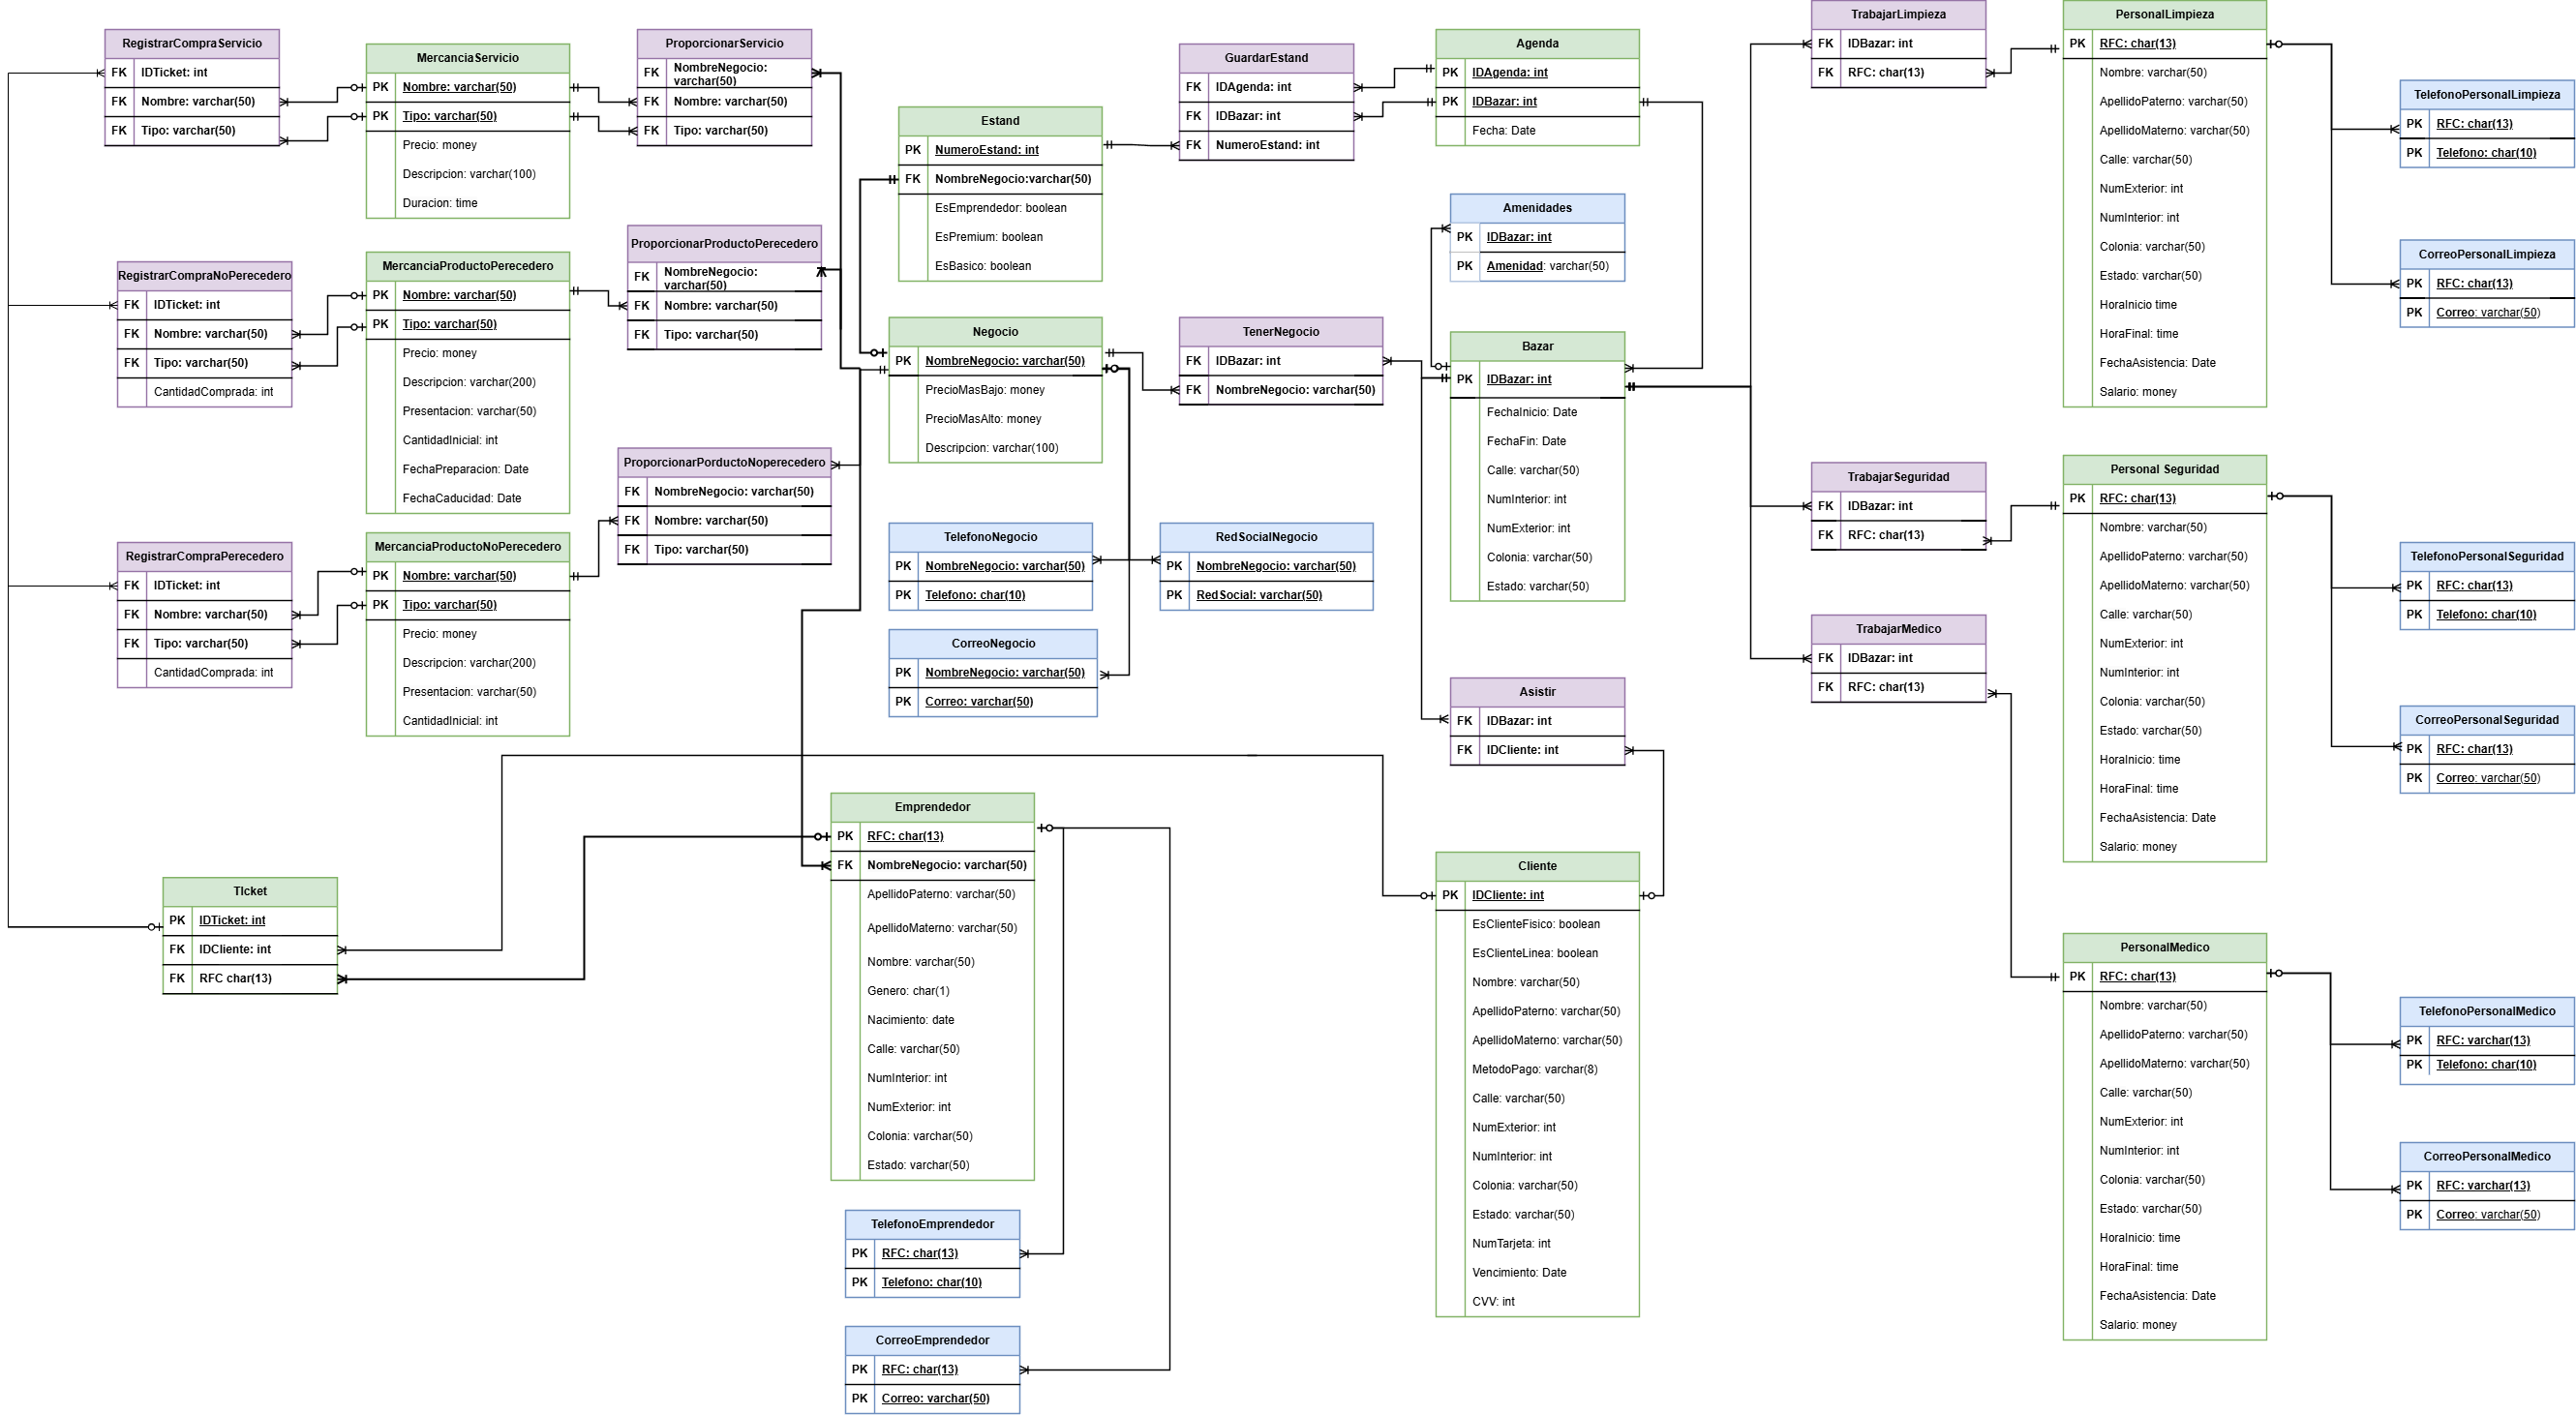 RegistrarCompraServicio
FK IDTicket: int
FK Nombre: varchar(50)
FK Tipo: varchar(50)
MercanciaServicio
PK Nombre: varchar(50)
PK Tipo: varchar(50)
Precio: money
Descripcion: varchar(100)
Duracion: time
ProporcionarServicio
FK NombreNegocio:
varchar(50)
FK Nombre: varchar(50)
FK Tipo: varchar(50)
RegistrarCompraNoPerecedero
FK IDTicket: int
FK Nombre: varchar(50)
FK Tipo: varchar(50)
CantidadComprada: int
MercanciaProductoPerecedero
PK Nombre: varchar(50)
PK Tipo: varchar(50)
Precio: money
Descripcion: varchar(200)
Presentacion: varchar(50)
CantidadInicial: int
FechaPreparacion: Date
FechaCaducidad: Date
ProporcionarProductoPerecedero
FK NombreNegocio:
varchar(50)
FK Nombre: varchar(50)
FK Tipo: varchar(50)
RegistrarCompraPerecedero
FK IDTicket: int
FK Nombre: varchar(50)
FK Tipo: varchar(50)
CantidadComprada: int
MercanciaProductoNoPerecedero
PK Nombre: varchar(50)
PK Tipo: varchar(50)
Precio: money
Descripcion: varchar(200)
Presentacion: varchar(50)
CantidadInicial: int
ProporcionarPorductoNoperecedero
FK NombreNegocio: varchar(50)
FK Nombre: varchar(50)
FK Tipo: varchar(50)
TIcket
PK IDTicket: int
FK IDCliente: int
FK RFC char(13)
Estand
PK NumeroEstand: int
FK NombreNegocio:varchar(50)
EsEmprendedor: boolean
EsPremium: boolean
EsBasico: boolean
Negocio
PK NombreNegocio: varchar(50)
PrecioMasBajo: money
PrecioMasAlto: money
Descripcion: varchar(100)
TelefonoNegocio
PK NombreNegocio: varchar(50)
PK Telefono: char(10)
RedSocialNegocio
PK NombreNegocio: varchar(50)
PK RedSocial: varchar(50)
CorreoNegocio
PK NombreNegocio: varchar(50)
PK Correo: varchar(50)
Emprendedor
PK RFC: char(13)
FK NombreNegocio: varchar(50)
ApellidoPaterno: varchar(50)
ApellidoMaterno: varchar(50)
Nombre: varchar(50)
Genero: char(1)
Nacimiento: date
Calle: varchar(50)
NumInterior: int
NumExterior: int
Colonia: varchar(50)
Estado: varchar(50)
TelefonoEmprendedor
PK RFC: char(13)
PK Telefono: char(10)
CorreoEmprendedor
PK RFC: char(13)
PK Correo: varchar(50)
GuardarEstand
FK IDAgenda: int
FK IDBazar: int
FK NumeroEstand: int
Agenda
PK IDAgenda: int
PK IDBazar: int
Fecha: Date
Amenidades
PK IDBazar: int
PK Amenidad: varchar(50)
TenerNegocio
FK IDBazar: int
FK NombreNegocio: varchar(50)
Bazar
PK IDBazar: int
FechaInicio: Date
FechaFin: Date
Calle: varchar(50)
NumInterior: int
NumExterior: int
Colonia: varchar(50)
Estado: varchar(50)
Asistir
FK IDBazar: int
FK IDCliente: int
Cliente
PK IDCliente: int
EsClienteFisico: boolean
EsClienteLinea: boolean
Nombre: varchar(50)
ApellidoPaterno: varchar(50)
ApellidoMaterno: varchar(50)
MetodoPago: varchar(8)
Calle: varchar(50)
NumExterior: int
NumInterior: int
Colonia: varchar(50)
Estado: varchar(50)
NumTarjeta: int
Vencimiento: Date
CVV: int
TrabajarLimpieza
FK IDBazar: int
FK RFC: char(13)
PersonalLimpieza
PK RFC: char(13)
Nombre: varchar(50)
ApellidoPaterno: varchar(50)
ApellidoMaterno: varchar(50)
Calle: varchar(50)
NumExterior: int
NumInterior: int
Colonia: varchar(50)
Estado: varchar(50)
HoraInicio time
HoraFinal: time
FechaAsistencia: Date
Salario: money
TelefonoPersonalLimpieza
PK RFC: char(13)
PK Telefono: char(10)
CorreoPersonalLimpieza
PK RFC: char(13)
PK Correo: varchar(50)
TrabajarSeguridad
FK IDBazar: int
FK RFC: char(13)
Personal Seguridad
PK RFC: char(13)
Nombre: varchar(50)
ApellidoPaterno: varchar(50)
ApellidoMaterno: varchar(50)
Calle: varchar(50)
NumExterior: int
NumInterior: int
Colonia: varchar(50)
Estado: varchar(50)
HoraInicio: time
HoraFinal: time
FechaAsistencia: Date
Salario: money
TelefonoPersonalSeguridad
PK RFC: char(13)
PK Telefono: char(10)
CorreoPersonalSeguridad
PK RFC: char(13)
PK Correo: varchar(50)
TrabajarMedico
FK IDBazar: int
FK RFC: char(13)
PersonalMedico
PK RFC: char(13)
Nombre: varchar(50)
ApellidoPaterno: varchar(50)
ApellidoMaterno: varchar(50)
Calle: varchar(50)
NumExterior: int
NumInterior: int
Colonia: varchar(50)
Estado: varchar(50)
HoraInicio: time
HoraFinal: time
FechaAsistencia: Date
Salario: money
TelefonoPersonalMedico
PK RFC: varchar(13)
PK Telefono: char(10)
CorreoPersonalMedico
PK RFC: varchar(13)
PK Correo: varchar(50)